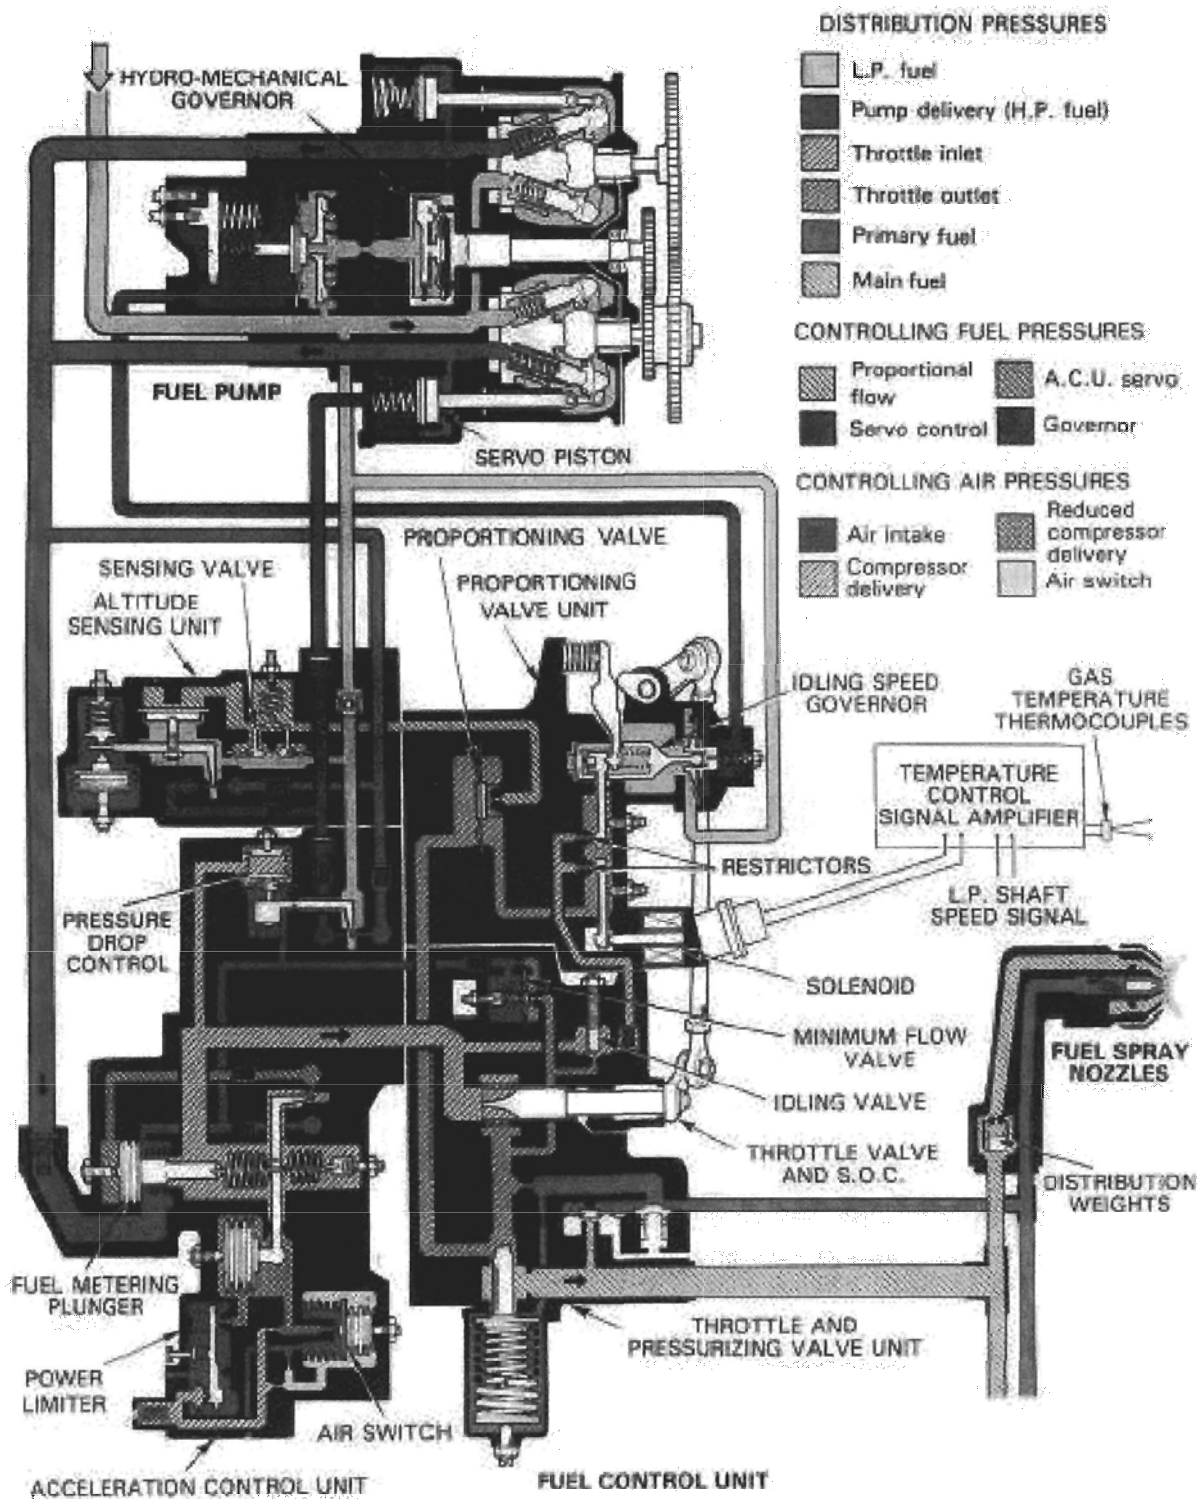 DISTRIBUTION PRESSURES
L.P. fuel
Pump delivery (H.P. fuel)
Throttle inlet
Throttle outlet
Primary fuel
Main fuel
CONTROLLING FUEL PRESSURES
Proportional
flow
A.C.U. servo
Servo control
Governor
CONTROLLING AIR PRESSURES
Air intake
Reduced
compressor
delivery
Compressor
delivery
Air switch
HYDRO-MECHANICAL
GOVERNOR
FUEL PUMP
SERVO PISTON
PROPORTIONING VALVE
SENSING VALVE
ALTITUDE
SENSING UNIT
PROPORTIONING
VALVE UNIT
IDLING SPEED
GOVERNOR
GAS
TEMPERATURE
THERMOCOUPLES
TEMPERATURE
CONTROL
SIGNAL AMPLIFIER
RESTRICTORS
L.P. SHAFT
SPEED SIGNAL
PRESSURE
DROP
CONTROL
SOLENOID
MINIMUM FLOW
VALVE
FUEL SPRAY
NOZZLES
IDLING VALVE
THROTTLE VALVE
AND S.O.C.
DISTRIBUTION
WEIGHTS
FUEL METERING
PLUNGER
THROTTLE AND
PRESSURIZING VALVE UNIT
POWER
LIMITER
AIR SWITCH
ACCELERATION CONTROL UNIT
FUEL CONTROL UNIT